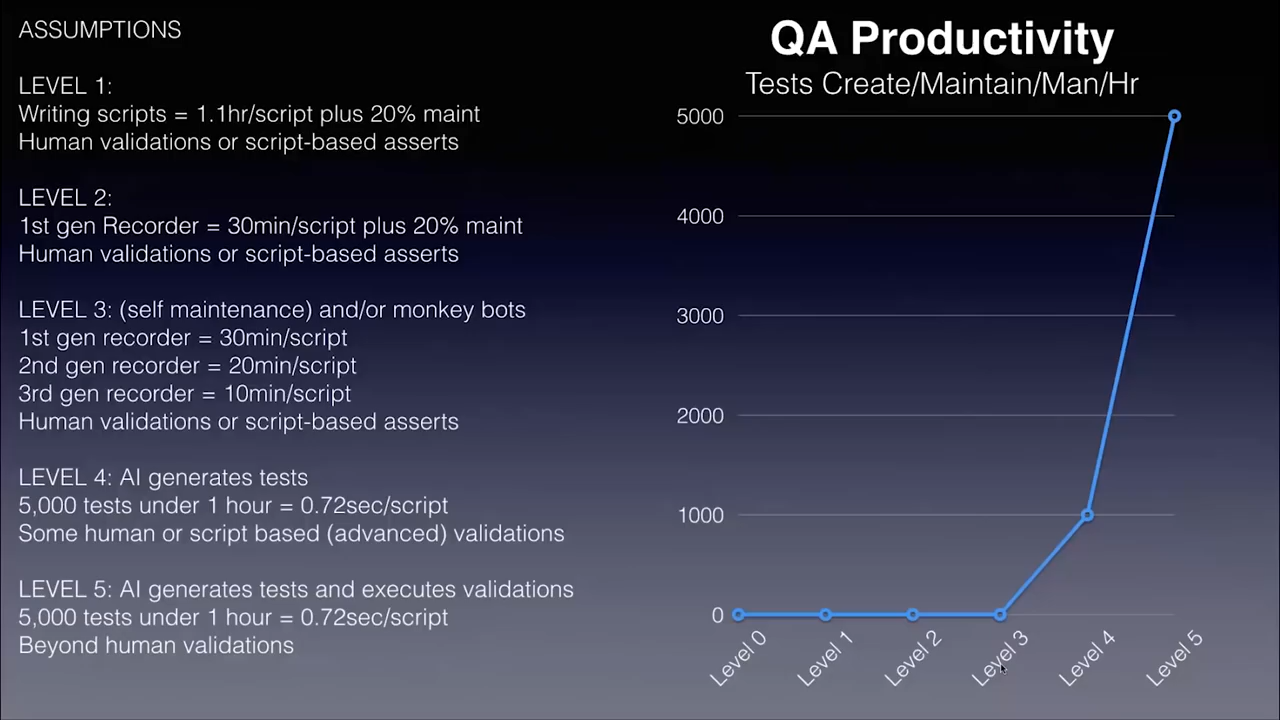 ASSUMPTIONS
LEVEL 1:
Writing scripts = 1.1hr/script plus 20% maint
Human validations or script-based asserts
LEVEL 2:
1st gen Recorder = 30min/script plus 20% maint
Human validations or script-based asserts
LEVEL 3: (self maintenance) and/or monkey bots
1st gen recorder = 30min/script
2nd gen recorder = 20min/script
3rd gen recorder = 10min/script
Human validations or script-based asserts
LEVEL 4: AI generates tests
5,000 tests under 1 hour = 0.72sec/script
Some human or script based (advanced) validations
LEVEL 5: AI generates tests and executes validations
5,000 tests under 1 hour = 0.72sec/script
Beyond human validations
QA Productivity
Tests Create/Maintain/Man/Hr
5000
4000
3000
2000
1000
0
Level 0
Level 1
Level 2
Level 3
Level 4
Level 5